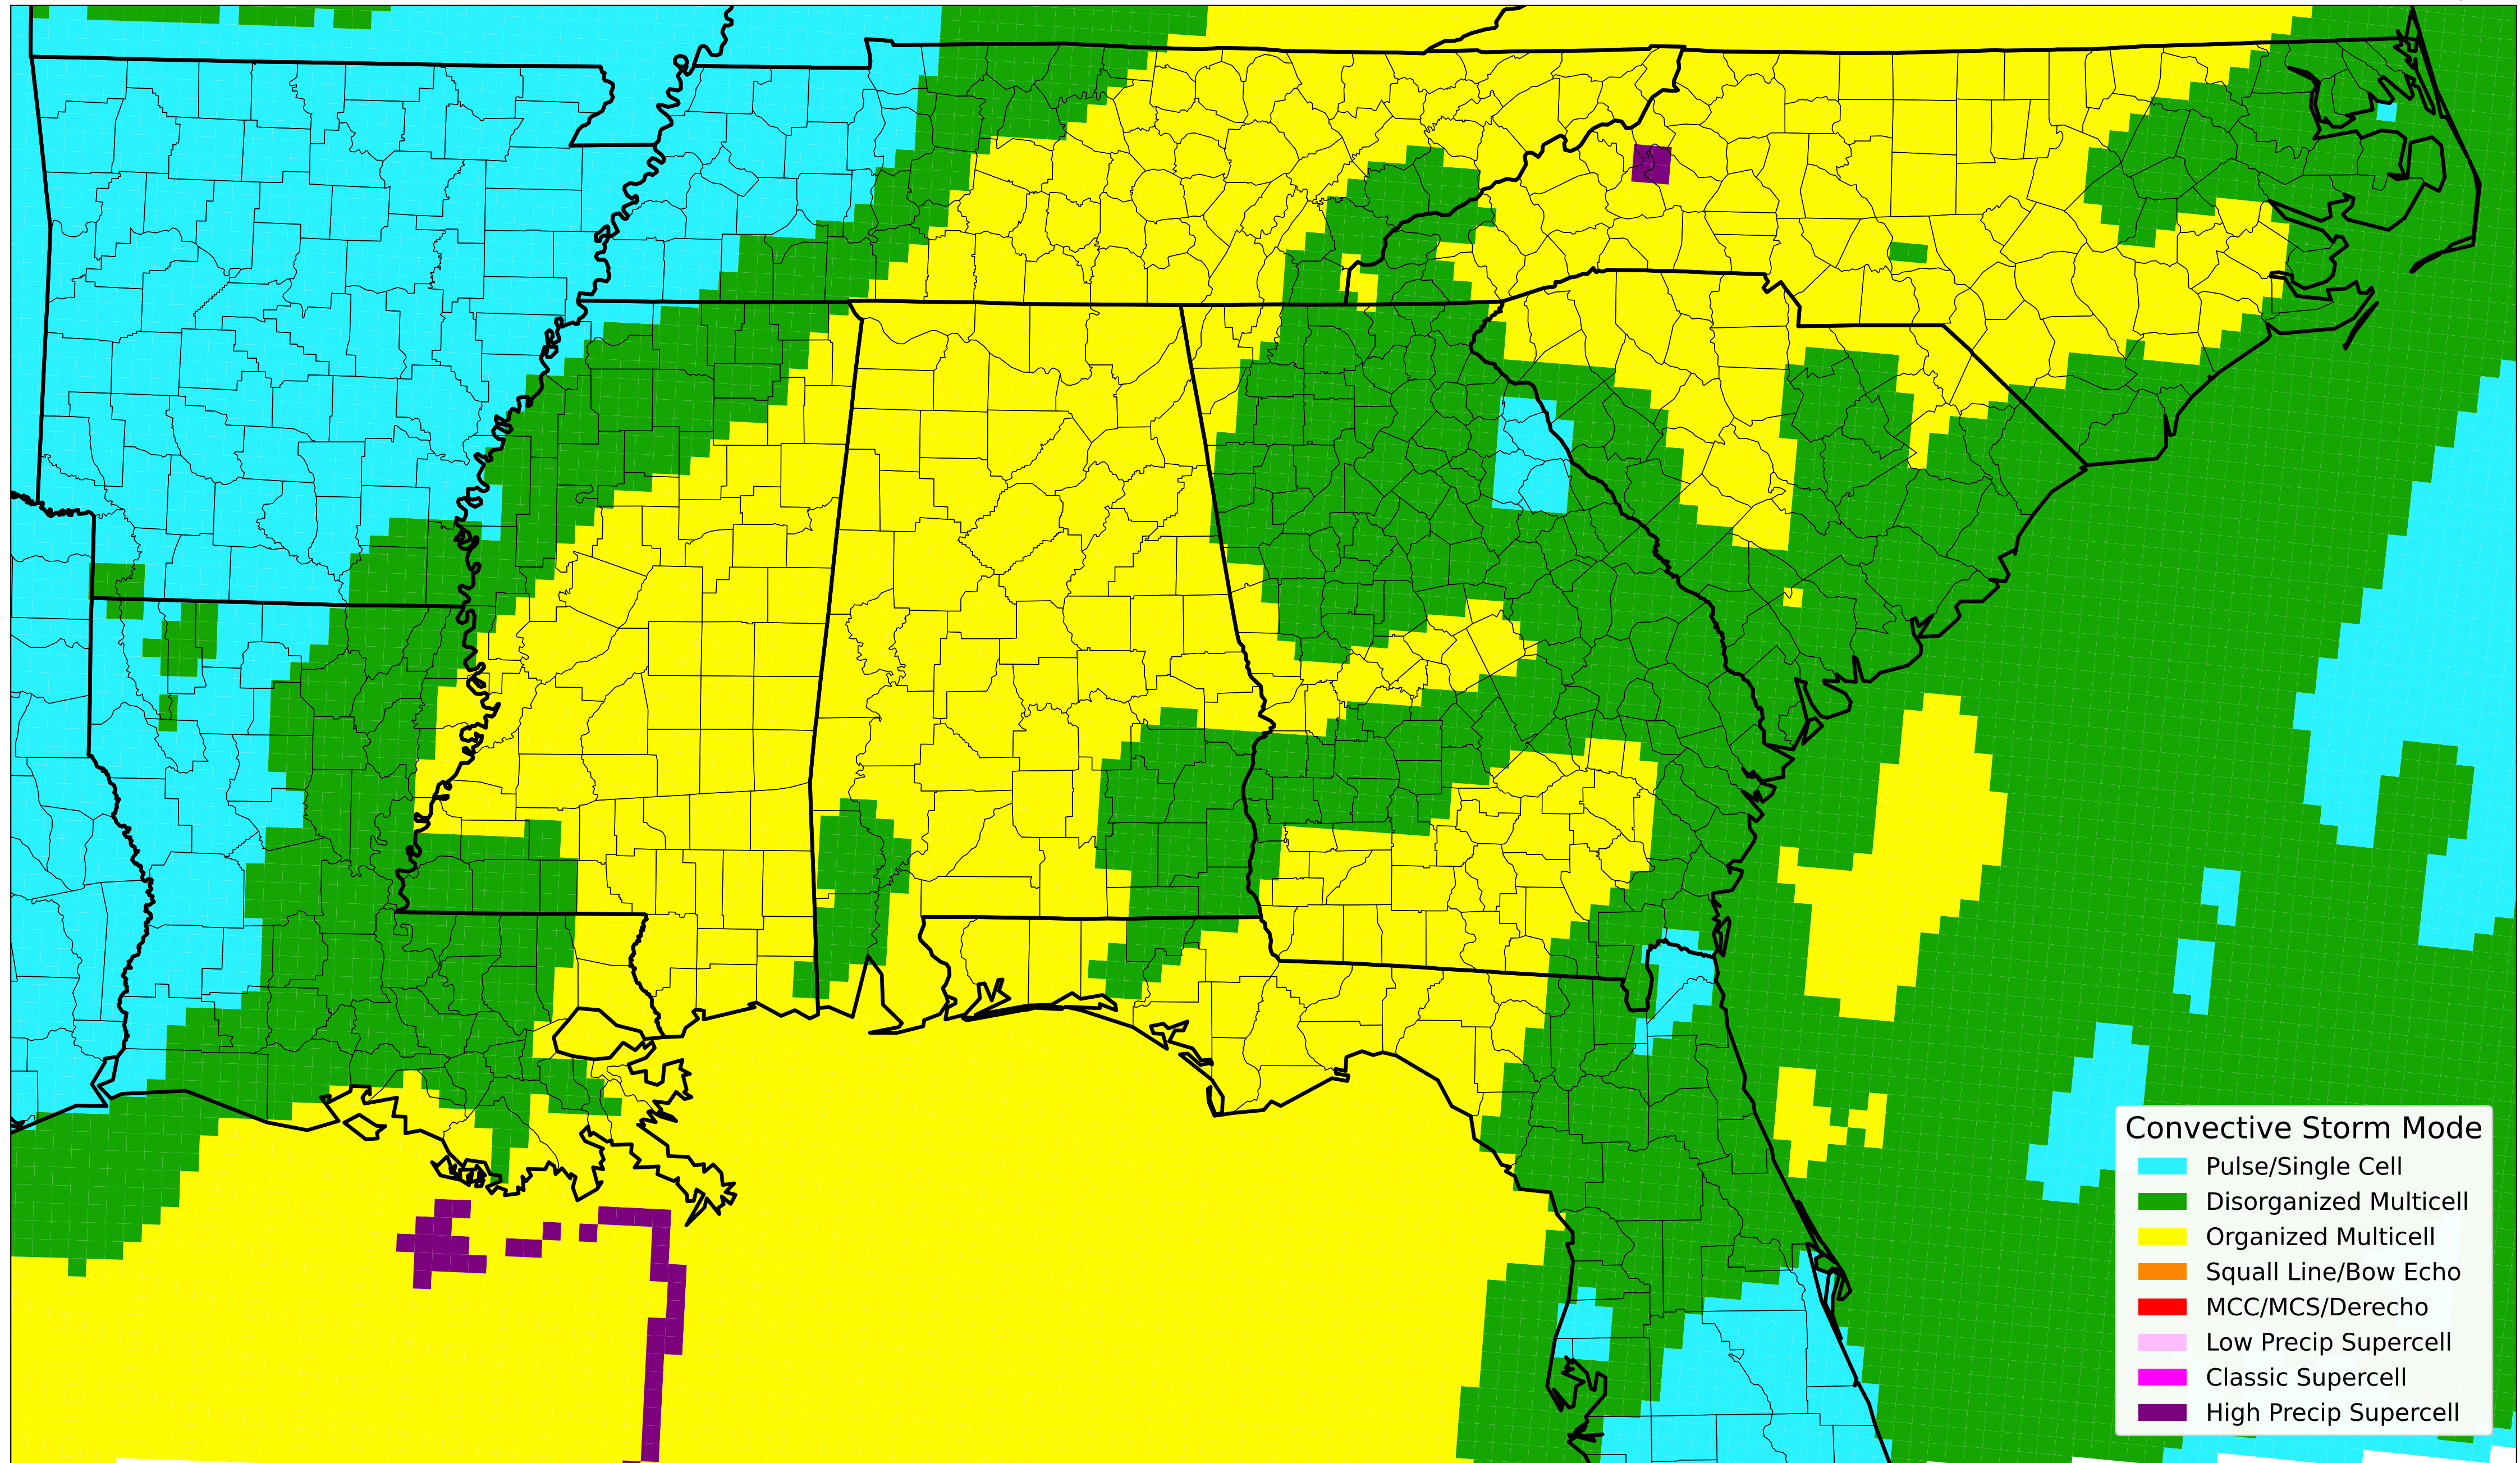 Convective Storm Mode
Pulse/Single Cell
Disorganized Multicell
Organized Multicell
Squall Line/Bow Echo
MCC/MCS/Derecho
Low Precip Supercell
Classic Supercell
High Precip Supercell